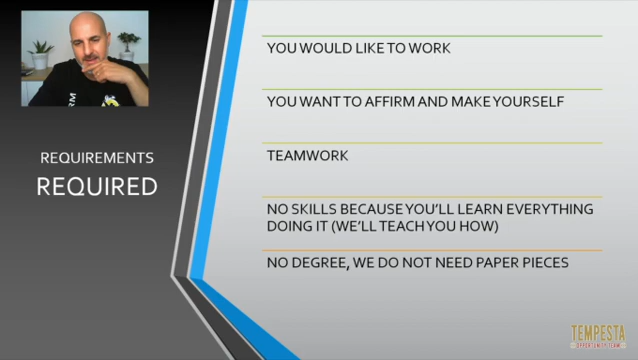 REQUIREMENTS
REQUIRED
YOU WOULD LIKE TO WORK
YOU WANT TO AFFIRM AND MAKE YOURSELF
TEAMWORK
NO SKILLS BECAUSE YOU'LL LEARN EVERYTHING
DOING IT (WE'LL TEACH YOU HOW)
NO DEGREE, WE DO NOT NEED PAPER PIECES
TEMPESTA
OPPORTUNITY TEAM